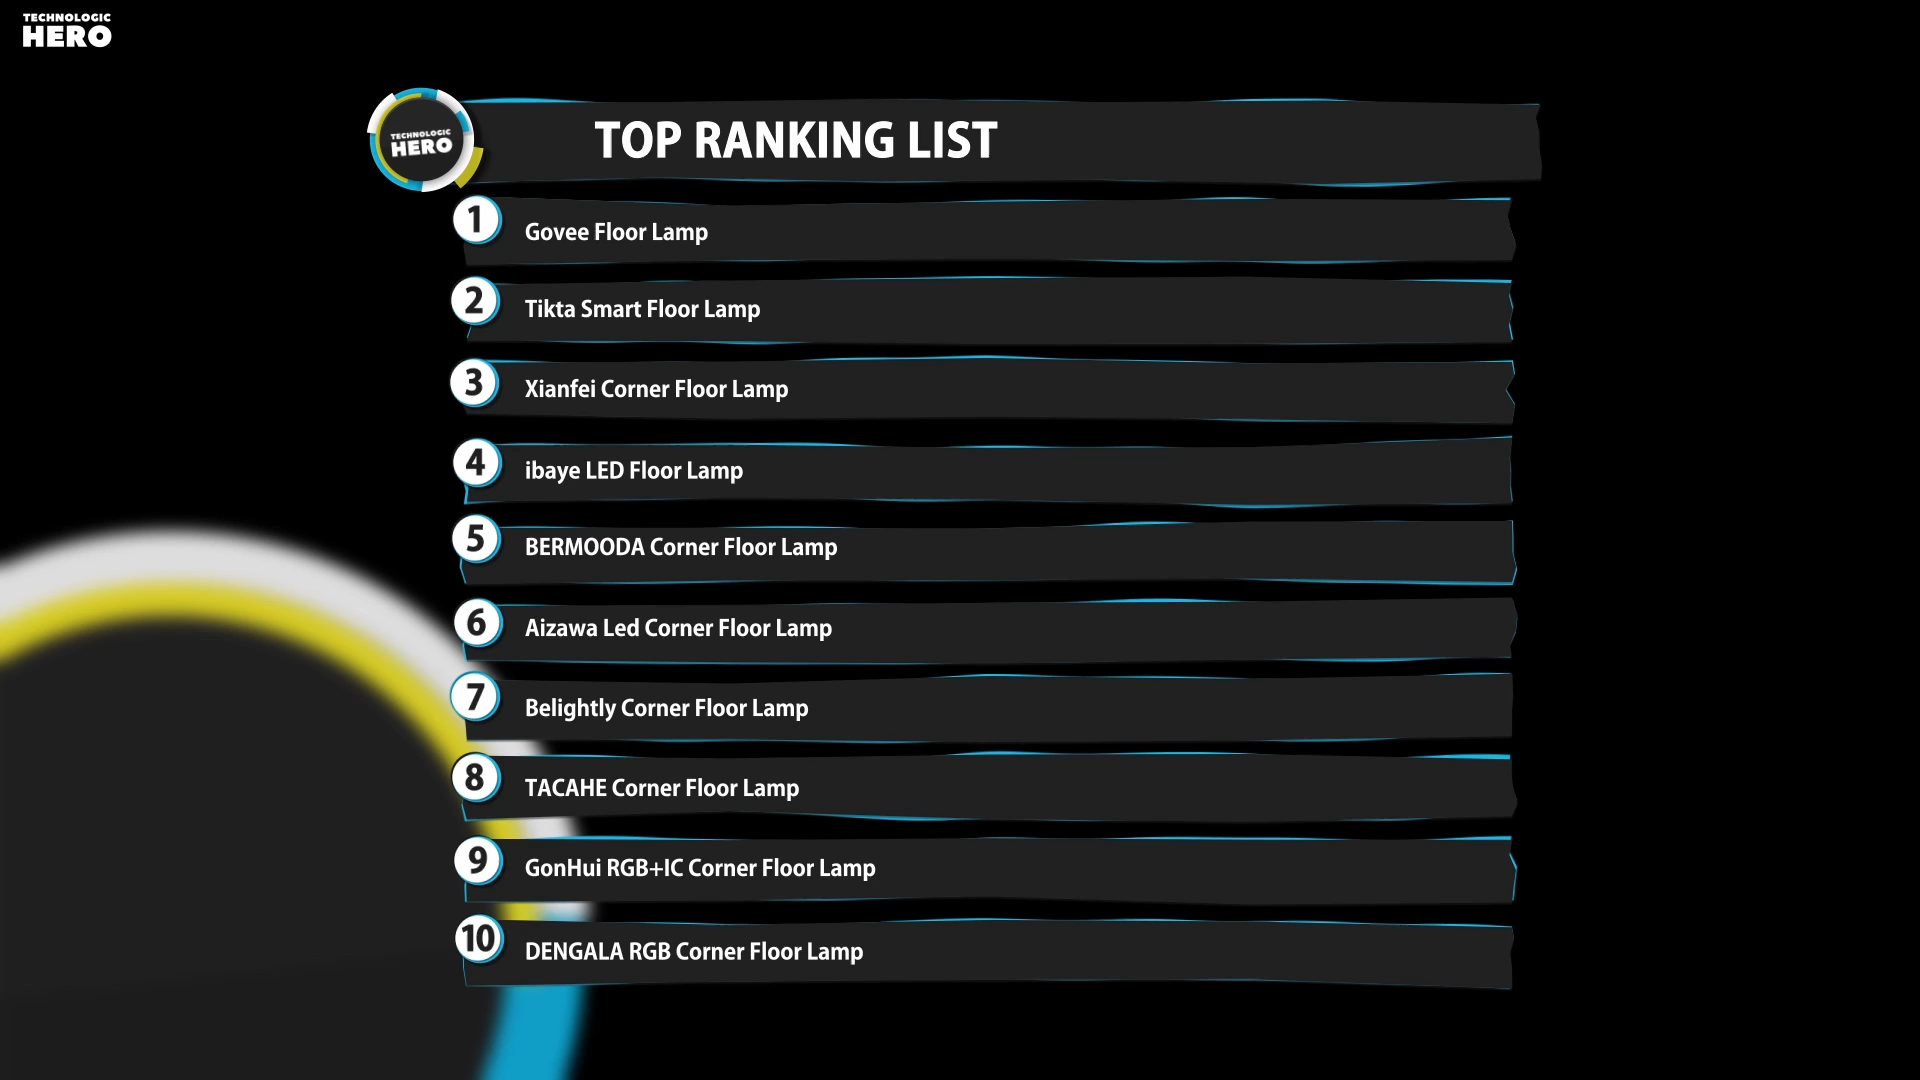 TECHNOLOGIC
HERO
TECHNOLOGIC
HERO
TOP RANKING LIST
1
Govee Floor Lamp
2
Tikta Smart Floor Lamp
3
Xianfei Corner Floor Lamp
4
ibaye LED Floor Lamp
5
BERMOODA Corner Floor Lamp
6
Aizawa Led Corner Floor Lamp
7
Belightly Corner Floor Lamp
8
TACAHE Corner Floor Lamp
9
GonHui RGB+IC Corner Floor Lamp
10
DENGALA RGB Corner Floor Lamp